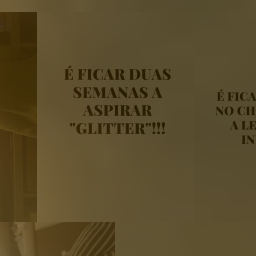 É FICAR DUAS
SEMANAS A
ASPIRAR
"GLITTER"!!!
É FICA
NO CH
A LE
IN